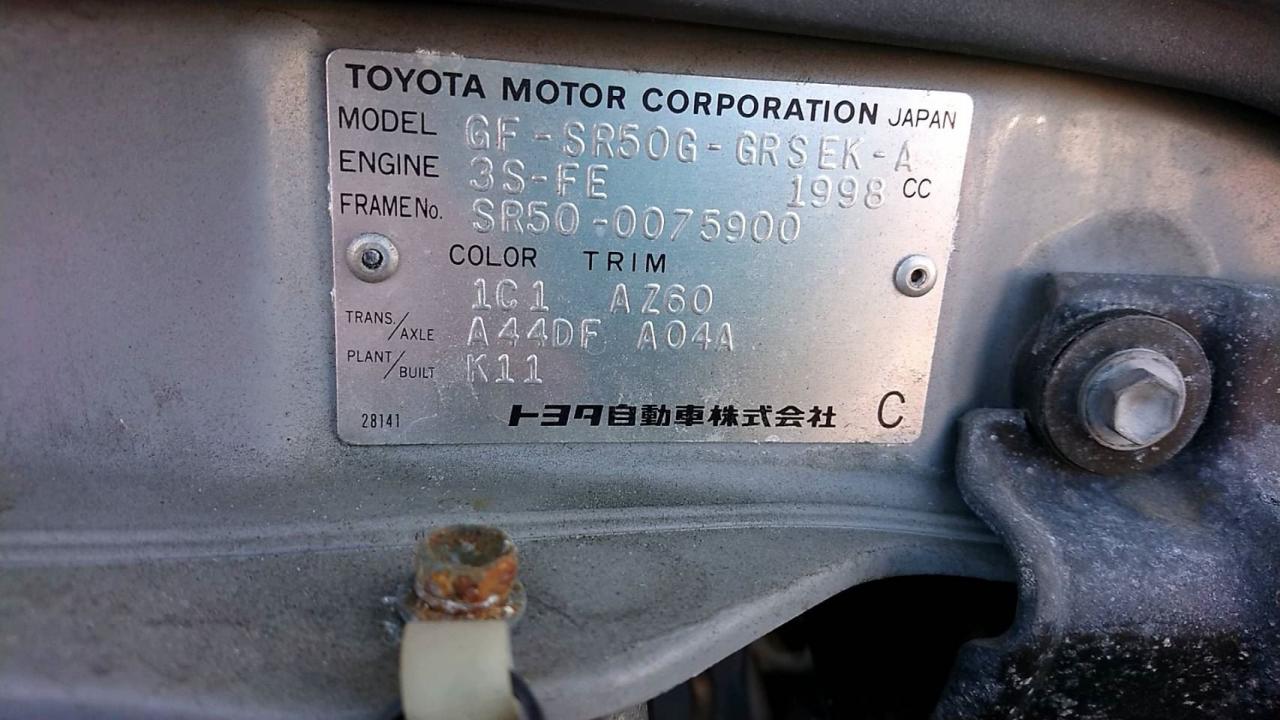 TOYOTA MOTOR CORPORATION JAPAN
MODEL GF-SR50G-GRSEK-A
ENGINE 3S-FE 1998 CC
FRAME No. SR50-0075900
COLOR TRIM
1C1 AZ60
TRANS./AXLE A44DF A04A
PLANT/BUILT K11
28141 トヨタ自動車株式会社 C